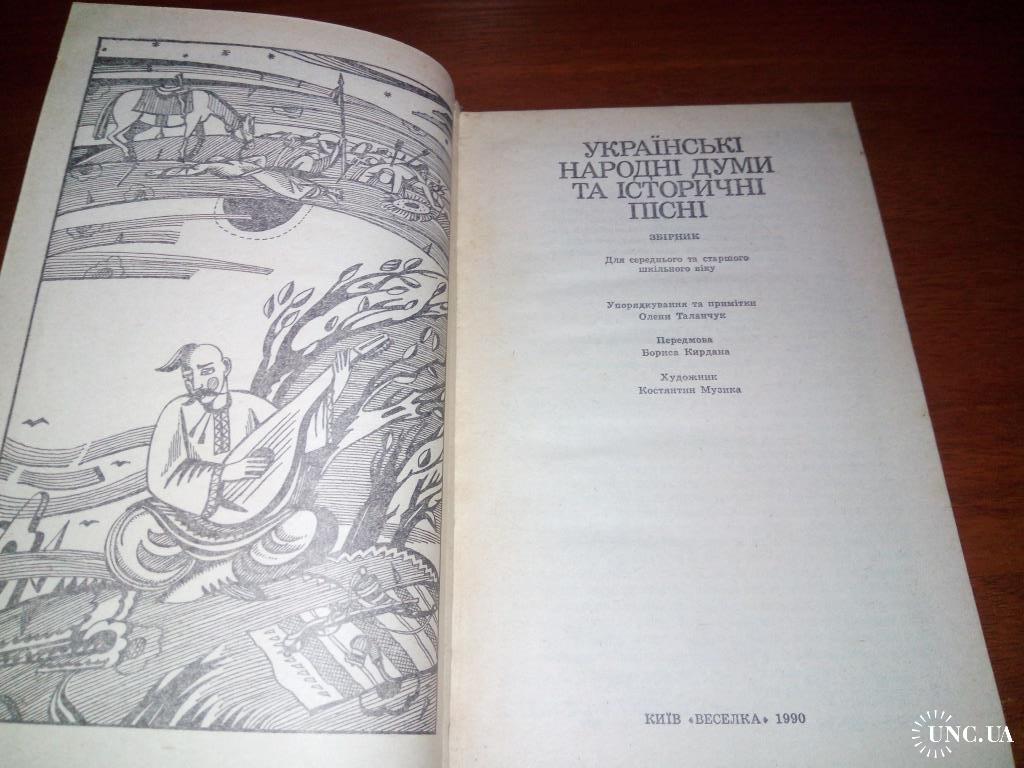 УКРАЇНСЬКІ
НАРОДНІ ДУМИ
ТА ІСТОРИЧНІ
ПІСНІ
ЗБІРНИК
Для середнього та старшого
шкільного віку
Упорядкування та примітки
Олени Таланчук
Передмова
Бориса Кирдана
Художник
Костянтин Музика
КИЇВ «ВЕСЕЛКА» 1990
UNC.UA